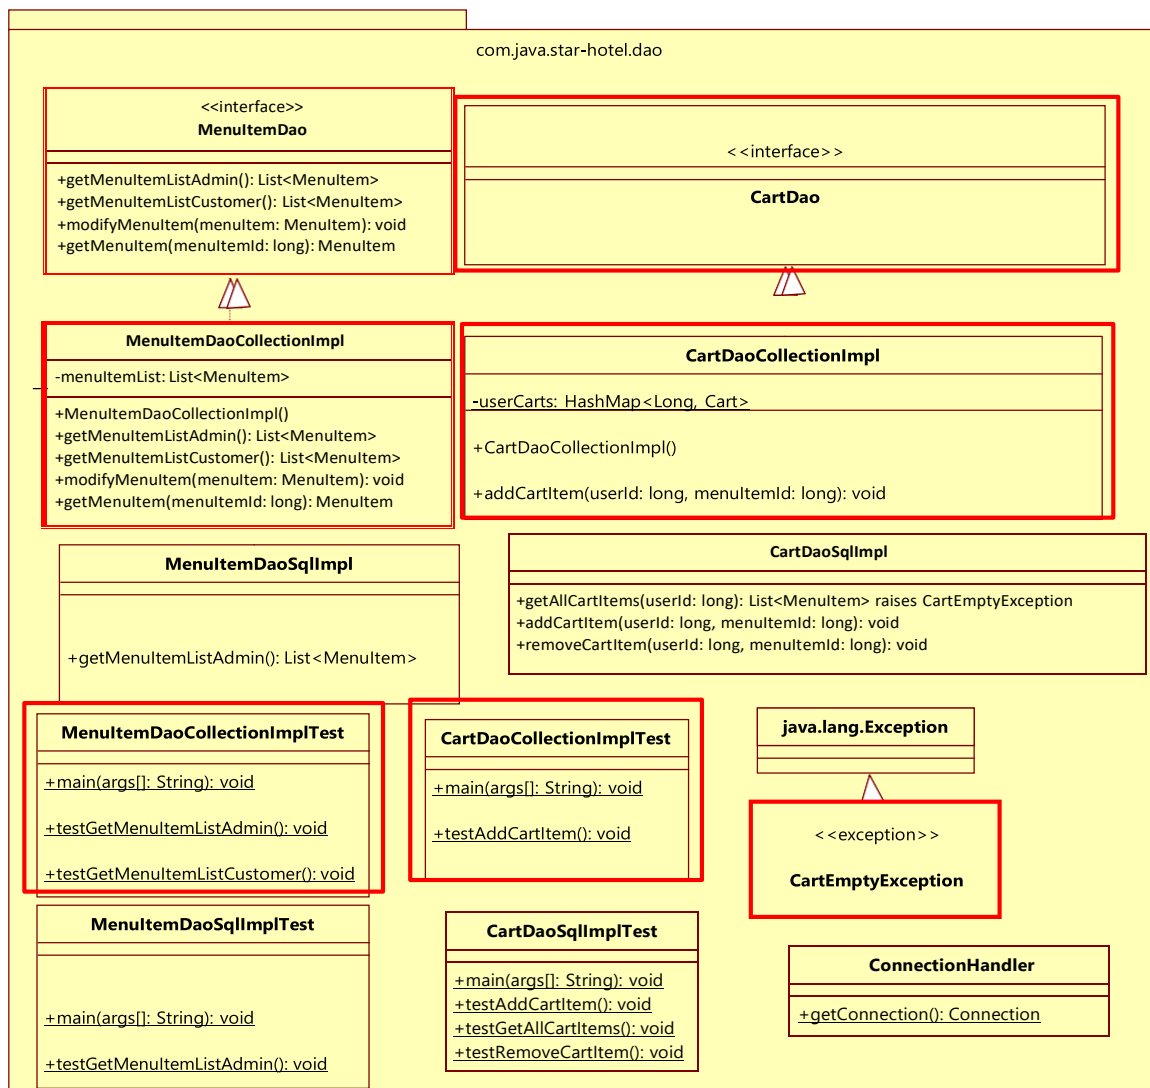 com.java.star-hotel.dao
<<interface>>
MenuItemDao
+getMenuItemListAdmin(): List<MenuItem>
+getMenuItemListCustomer(): List<MenuItem>
+modifyMenuItem(menuItem: MenuItem): void
+getMenuItem(menuItemId: long): MenuItem
<<interface>>
CartDao
MenuItemDaoCollectionImpl
-menuItemList: List<MenuItem>
+MenuItemDaoCollectionImpl()
+getMenuItemListAdmin(): List<MenuItem>
+getMenuItemListCustomer(): List<MenuItem>
+modifyMenuItem(menuItem: MenuItem): void
+getMenuItem(menuItemId: long): MenuItem
CartDaoCollectionImpl
-userCarts: HashMap<Long, Cart>
+CartDaoCollectionImpl()
+addCartItem(userId: long, menuItemId: long): void
MenuItemDaoSqlImpl
+getMenuItemListAdmin(): List<MenuItem>
CartDaoSqlImpl
+getAllCartItems(userId: long): List<MenuItem> raises CartEmptyException
+addCartItem(userId: long, menuItemId: long): void
+removeCartItem(userId: long, menuItemId: long): void
MenuItemDaoCollectionImplTest
+main(args[]: String): void
+testGetMenuItemListAdmin(): void
+testGetMenuItemListCustomer(): void
CartDaoCollectionImplTest
+main(args[]: String): void
+testAddCartItem(): void
java.lang.Exception
<<exception>>
CartEmptyException
MenuItemDaoSqlImplTest
+main(args[]: String): void
+testGetMenuItemListAdmin(): void
CartDaoSqlImplTest
+main(args[]: String): void
+testAddCartItem(): void
+testGetAllCartItems(): void
+testRemoveCartItem(): void
ConnectionHandler
+getConnection(): Connection